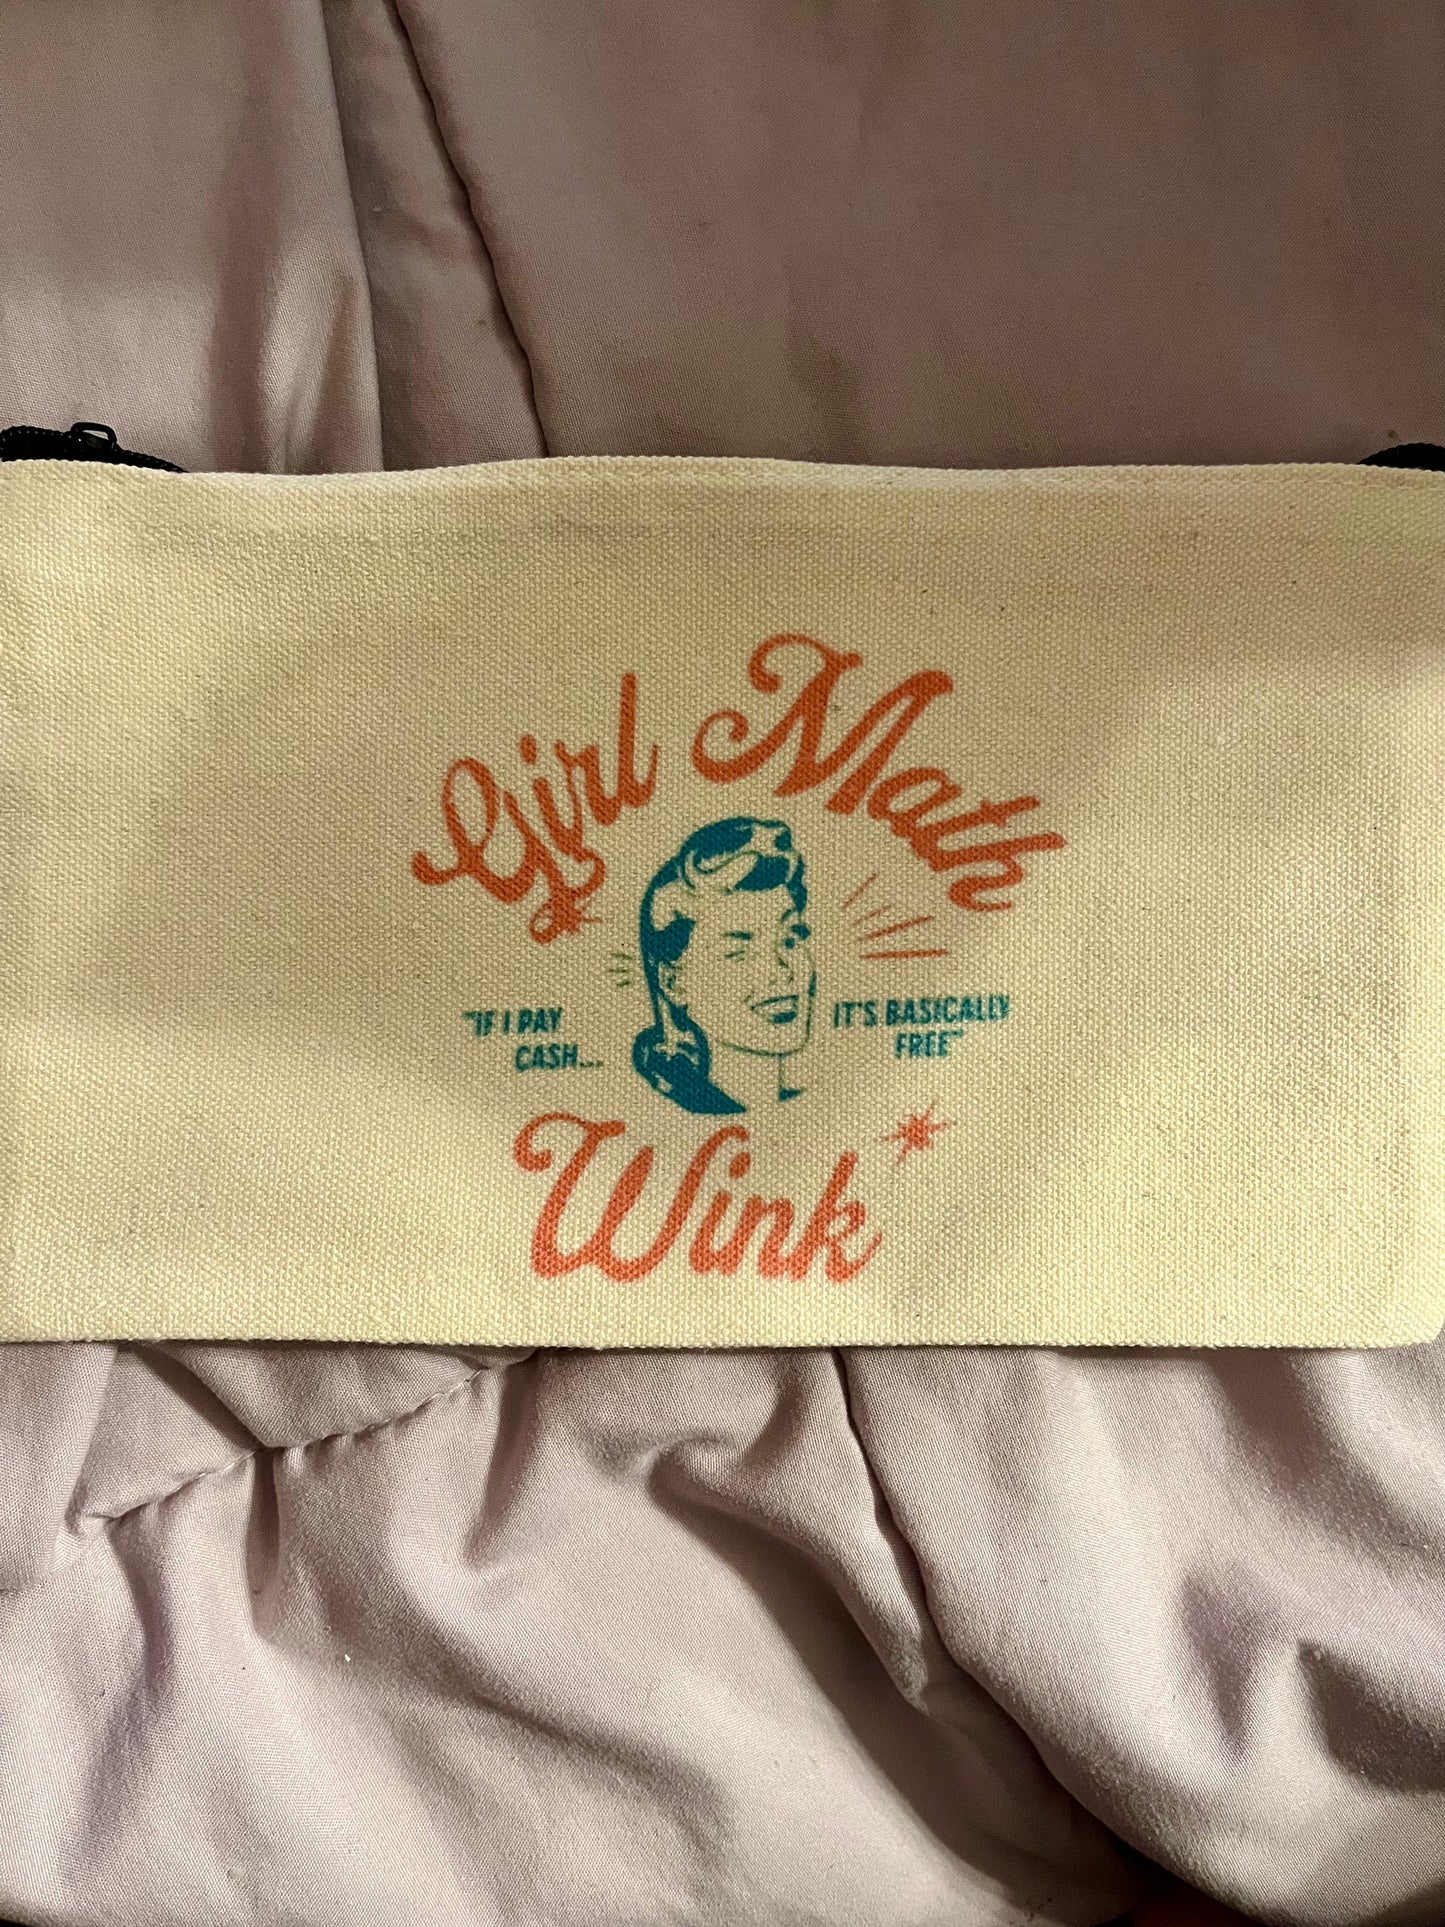 Girl Math
"IF I PAY
CASH...
IT'S BASICALLY
FREE"
Wink